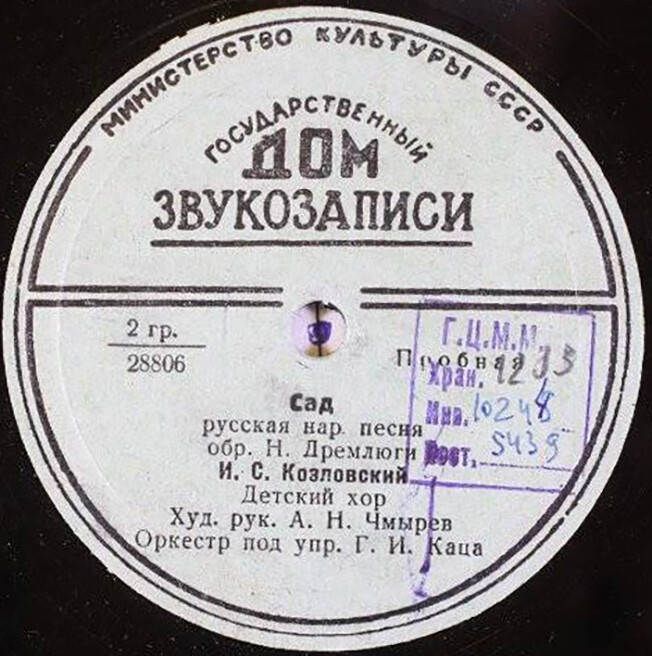 МИНИСТЕРСТВО КУЛЬТУРЫ СССР
ГОСУДАРСТВЕННЫЙ
ДОМ
ЗВУКОЗАПИСИ
2 гр.
28806
Пробная
Г.Ц.М.М.
Хран. 1233
Инв. 10248
Пост. 5439
Сад
русская нар. песня
обр. Н. Дремлюги
И. С. Козловский
Детский хор
Худ. рук. А. Н. Чмырев
Оркестр под упр. Г. И. Каца